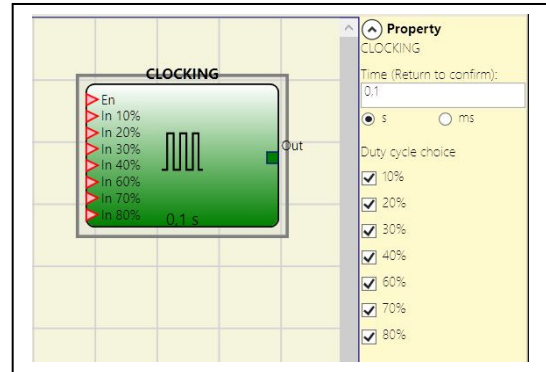 CLOCKING
En
In 10%
In 20%
In 30%
In 40%
In 60%
In 70%
In 80%
Out
0,1 s
Property
CLOCKING
Time (Return to confirm):
0,1
s ms
Duty cycle choice
10%
20%
30%
40%
60%
70%
80%